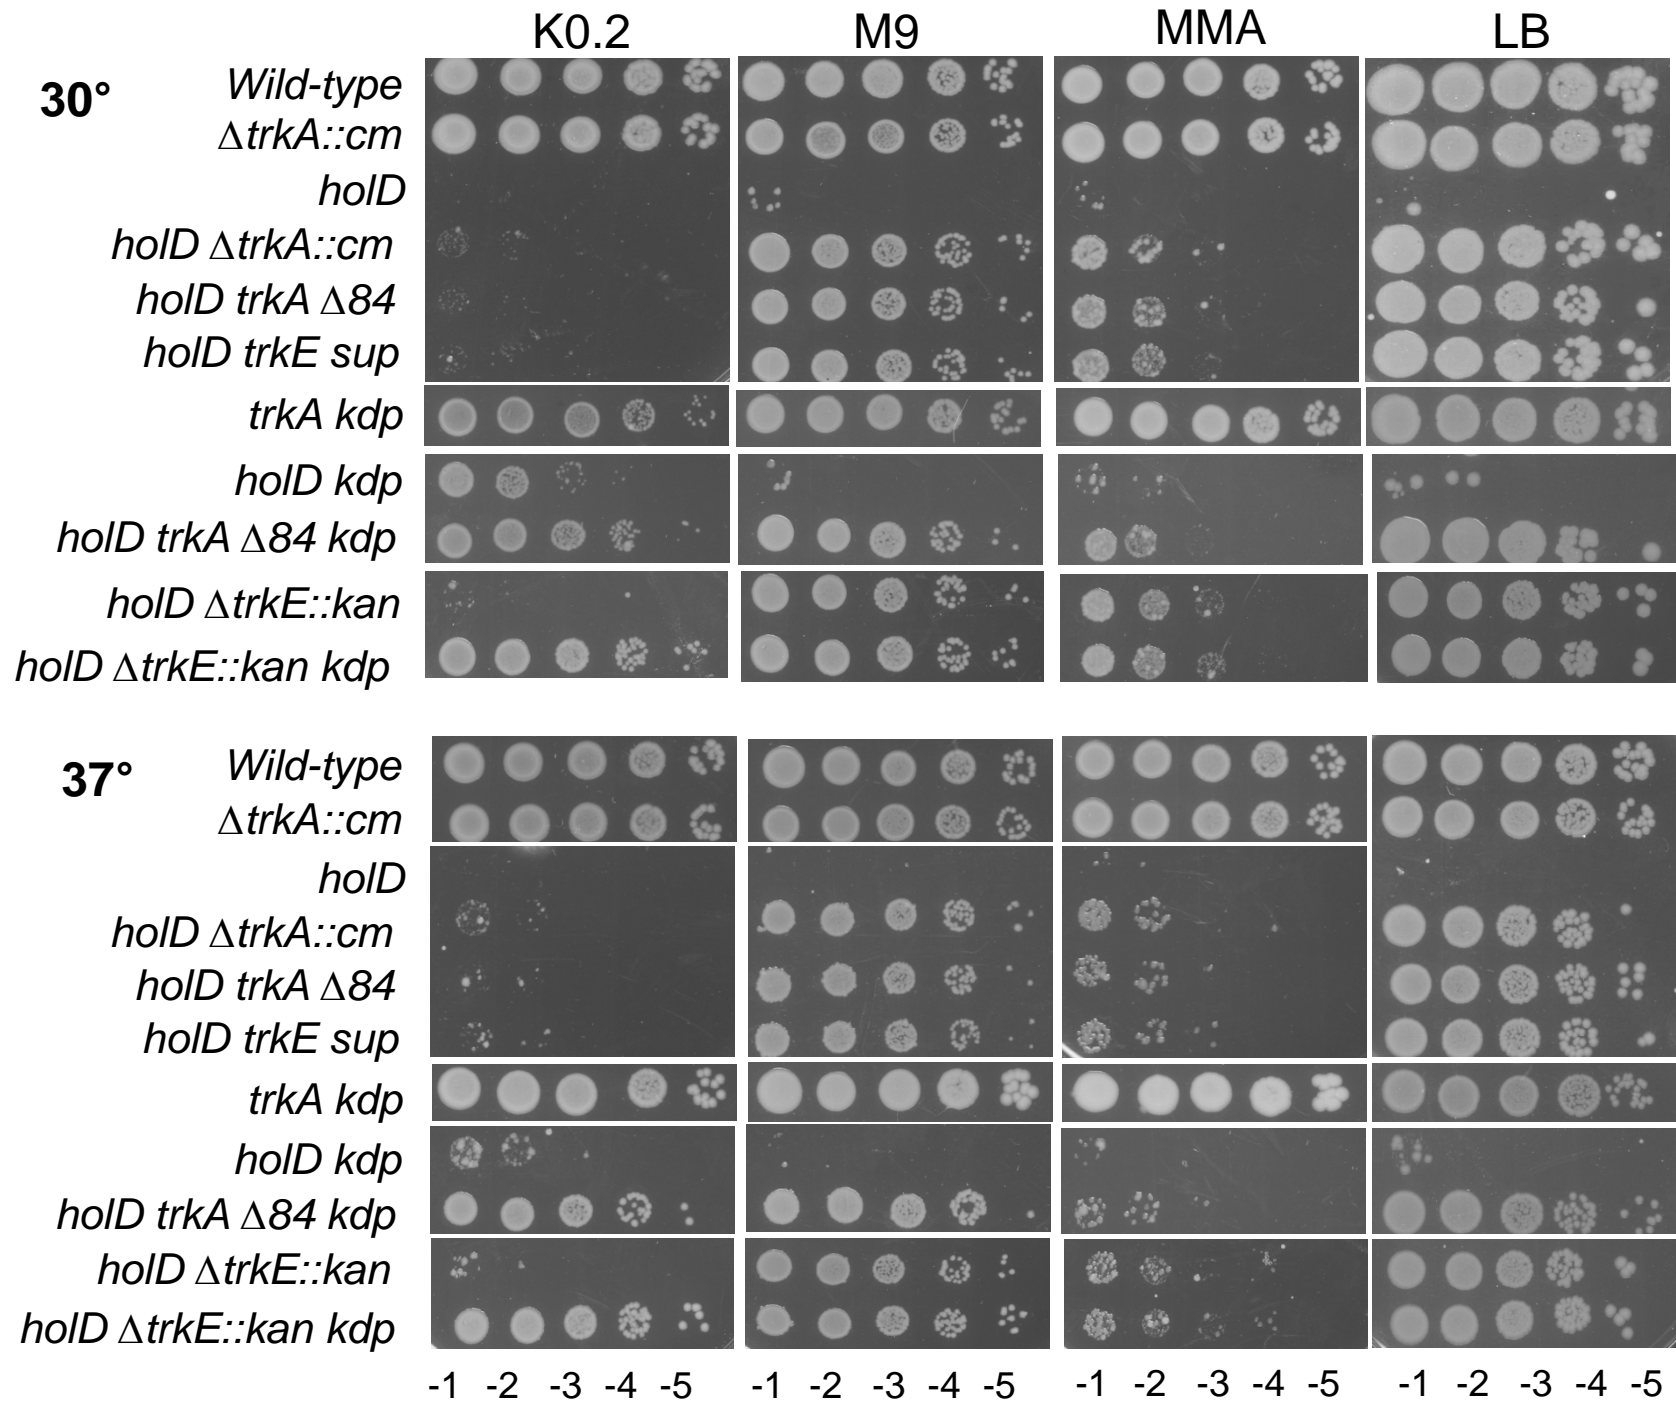 K0.2 M9 MMA LB
30° Wild-type
ΔtrkA::cm
holD
holD ΔtrkA::cm
holD trkA Δ84
holD trkE sup
trkA kdp
holD kdp
holD trkA Δ84 kdp
holD ΔtrkE::kan
holD ΔtrkE::kan kdp
37° Wild-type
ΔtrkA::cm
holD
holD ΔtrkA::cm
holD trkA Δ84
holD trkE sup
trkA kdp
holD kdp
holD trkA Δ84 kdp
holD ΔtrkE::kan
holD ΔtrkE::kan kdp
-1 -2 -3 -4 -5 -1 -2 -3 -4 -5 -1 -2 -3 -4 -5 -1 -2 -3 -4 -5